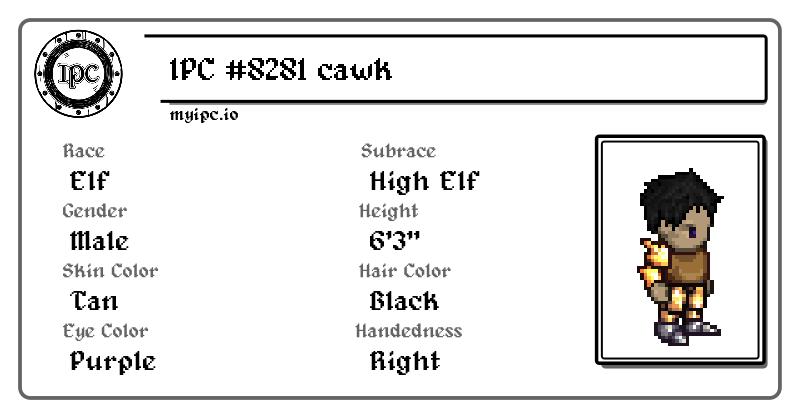 IPC
IPC #8281 cawk
myipc.io
Race
Elf
Subrace
High Elf
Gender
Male
Height
6'3"
Skin Color
Tan
Hair Color
Black
Eye Color
Purple
Handedness
Right